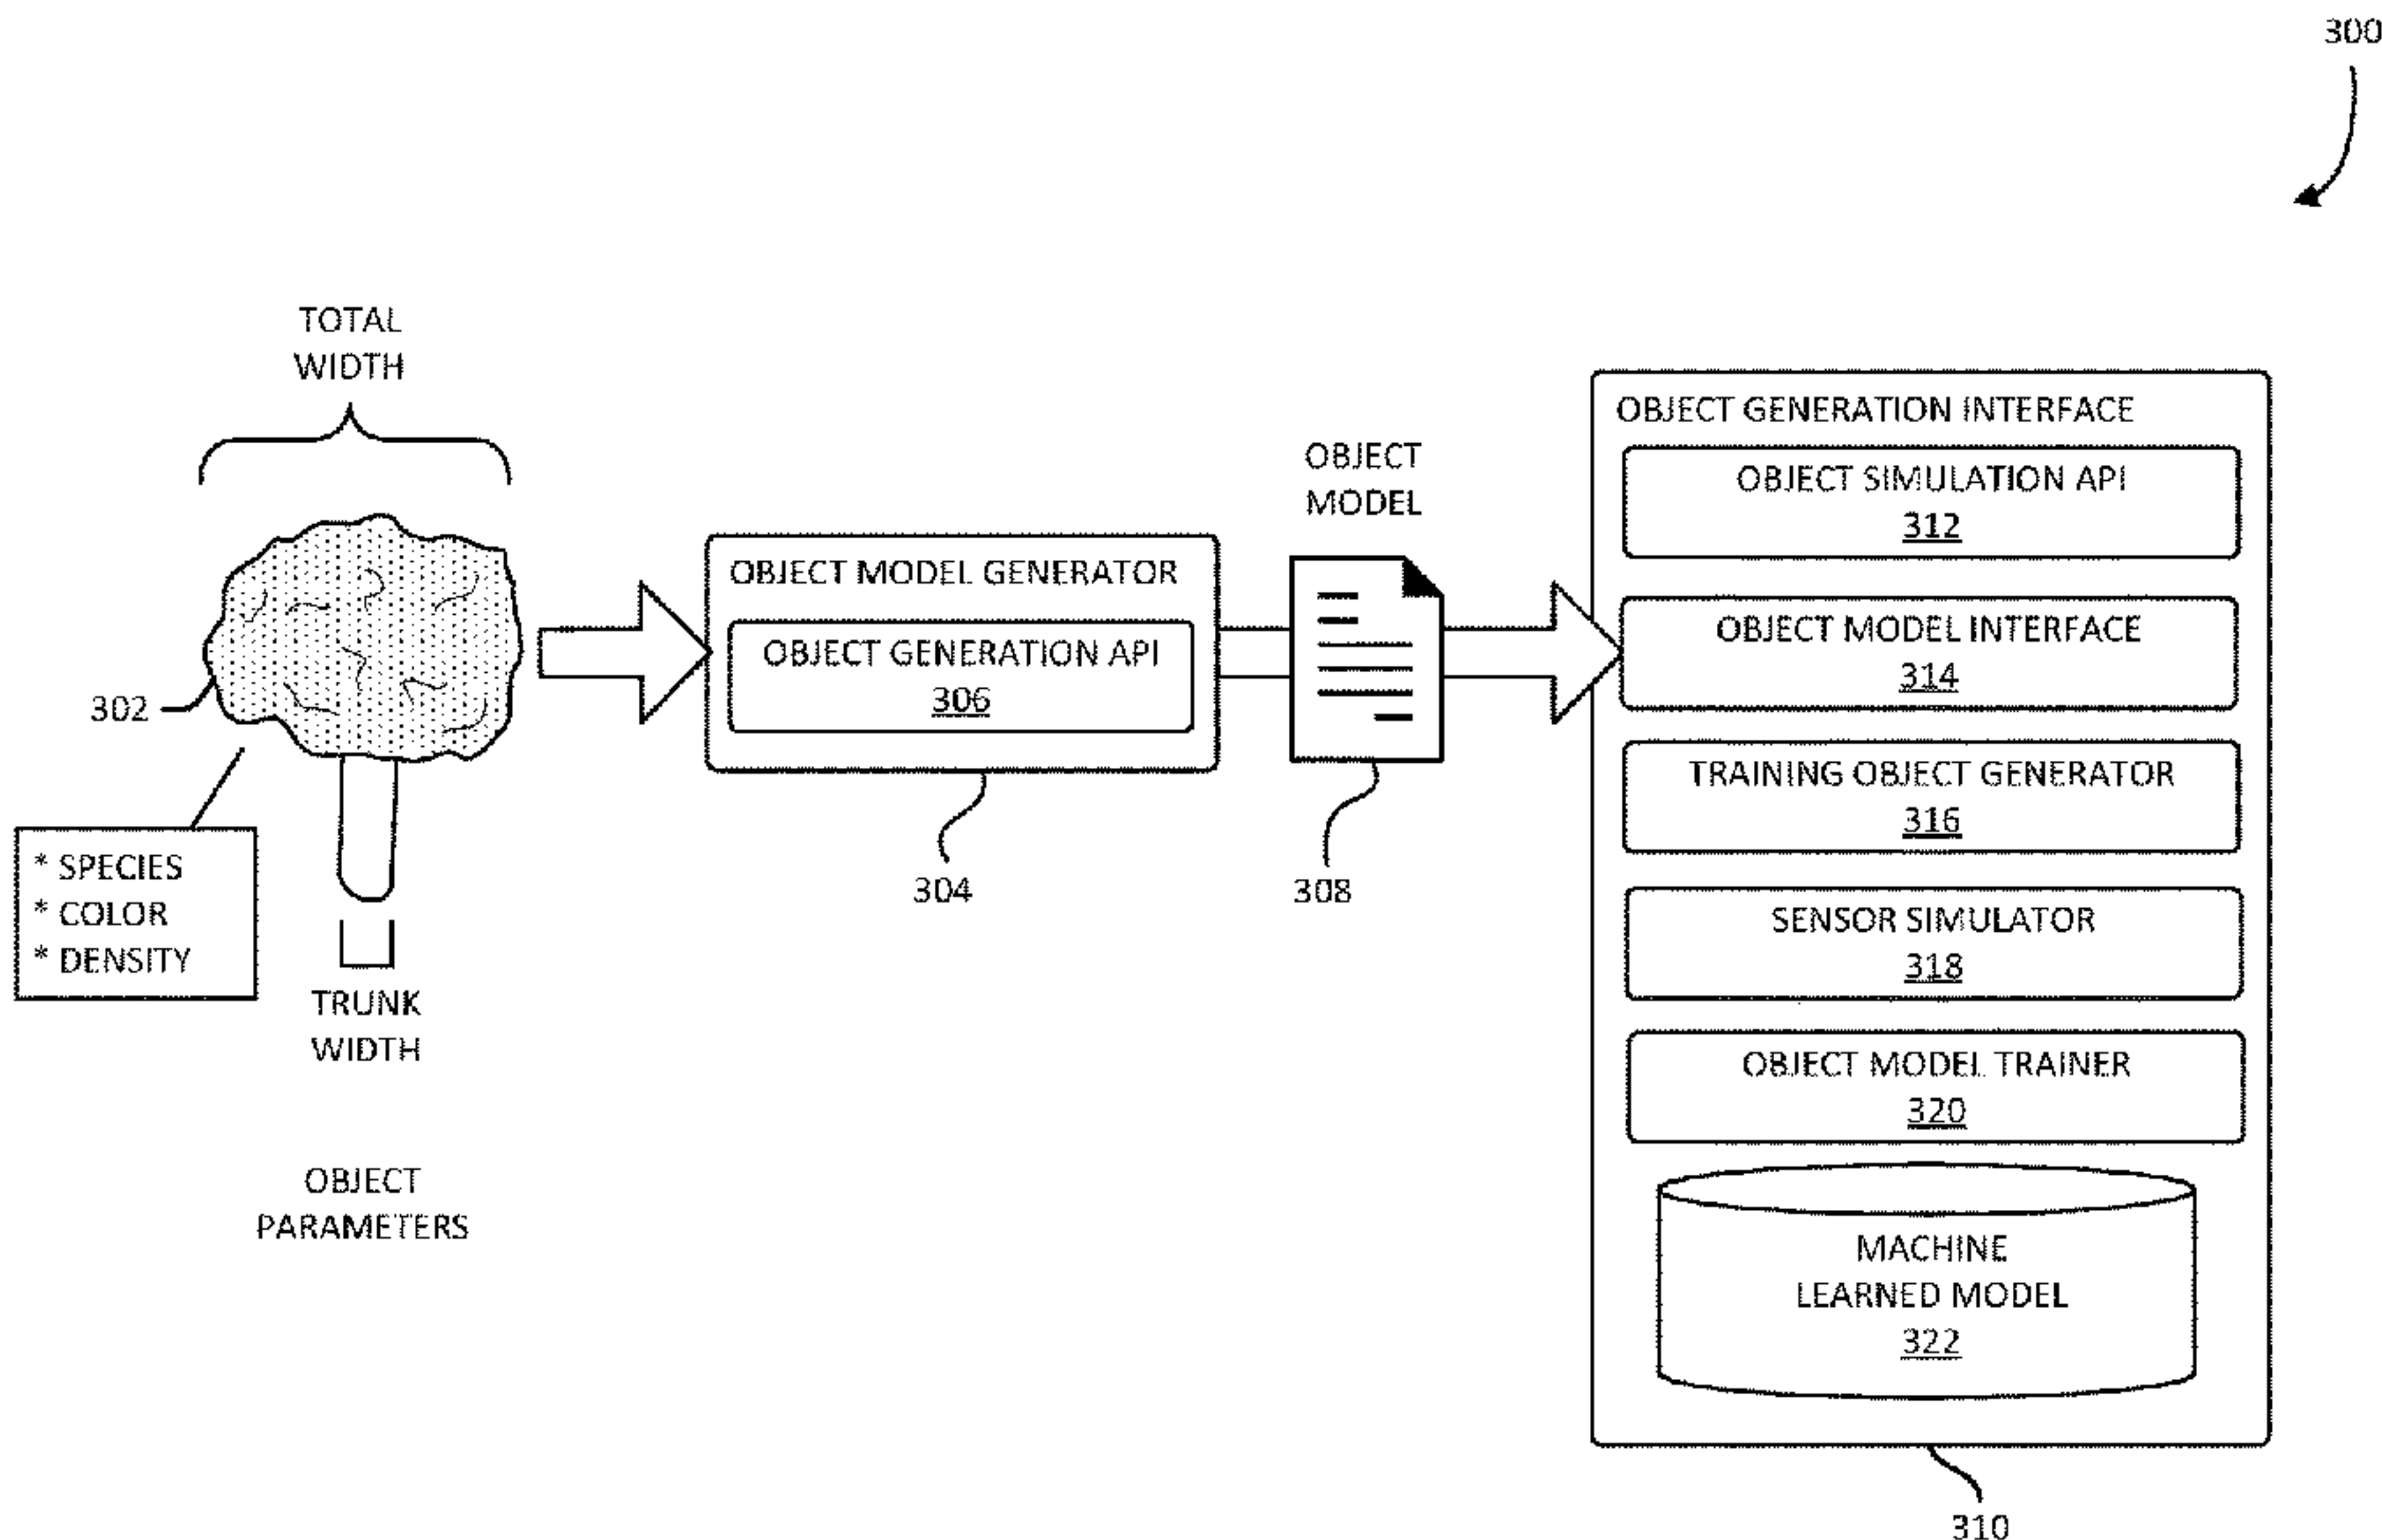 300
TOTAL
WIDTH
302
* SPECIES
* COLOR
* DENSITY
TRUNK
WIDTH
OBJECT
PARAMETERS
OBJECT MODEL GENERATOR
OBJECT GENERATION API
306
304
OBJECT
MODEL
308
OBJECT GENERATION INTERFACE
OBJECT SIMULATION API
312
OBJECT MODEL INTERFACE
314
TRAINING OBJECT GENERATOR
316
SENSOR SIMULATOR
318
OBJECT MODEL TRAINER
320
MACHINE
LEARNED MODEL
322
310